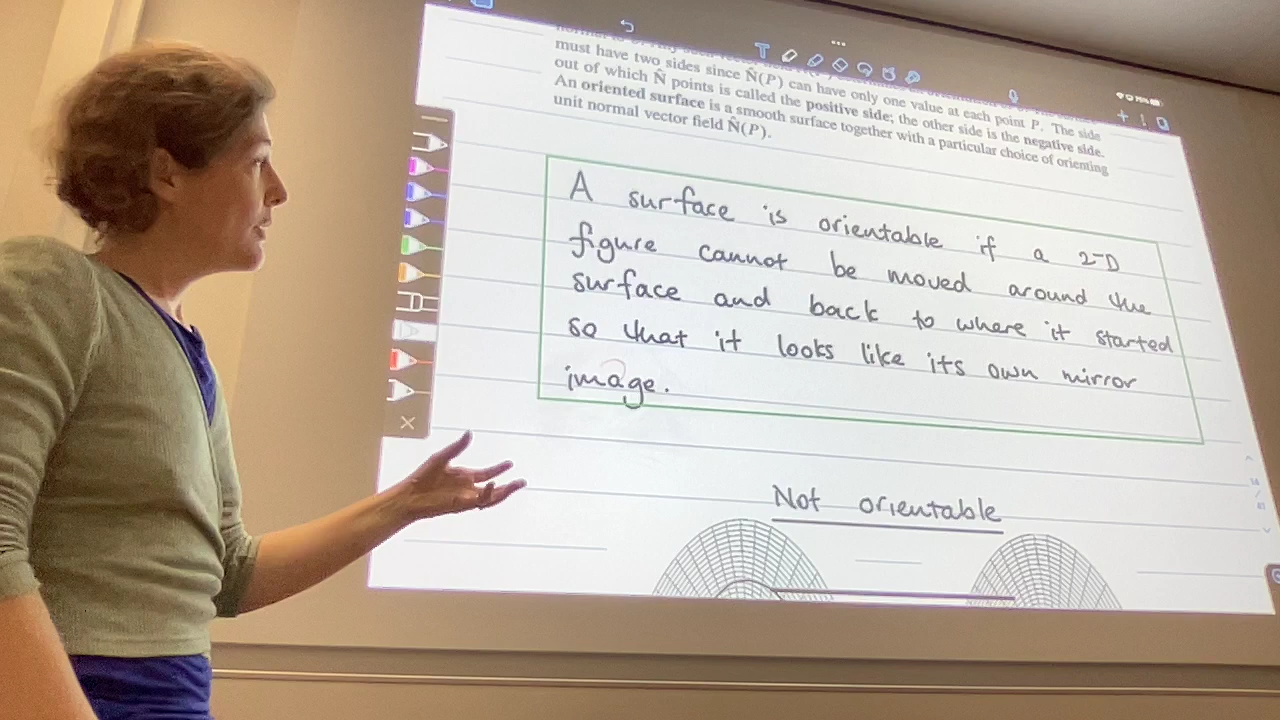 must have two sides since N̂(P) can have only one value at each point P. The side
out of which N̂ points is called the positive side; the other side is the negative side.
An oriented surface is a smooth surface together with a particular choice of orienting
unit normal vector field N̂(P).
A surface is orientable if a 2-D
figure cannot be moved around the
surface and back to where it started
so that it looks like its own mirror
image.
Not orientable